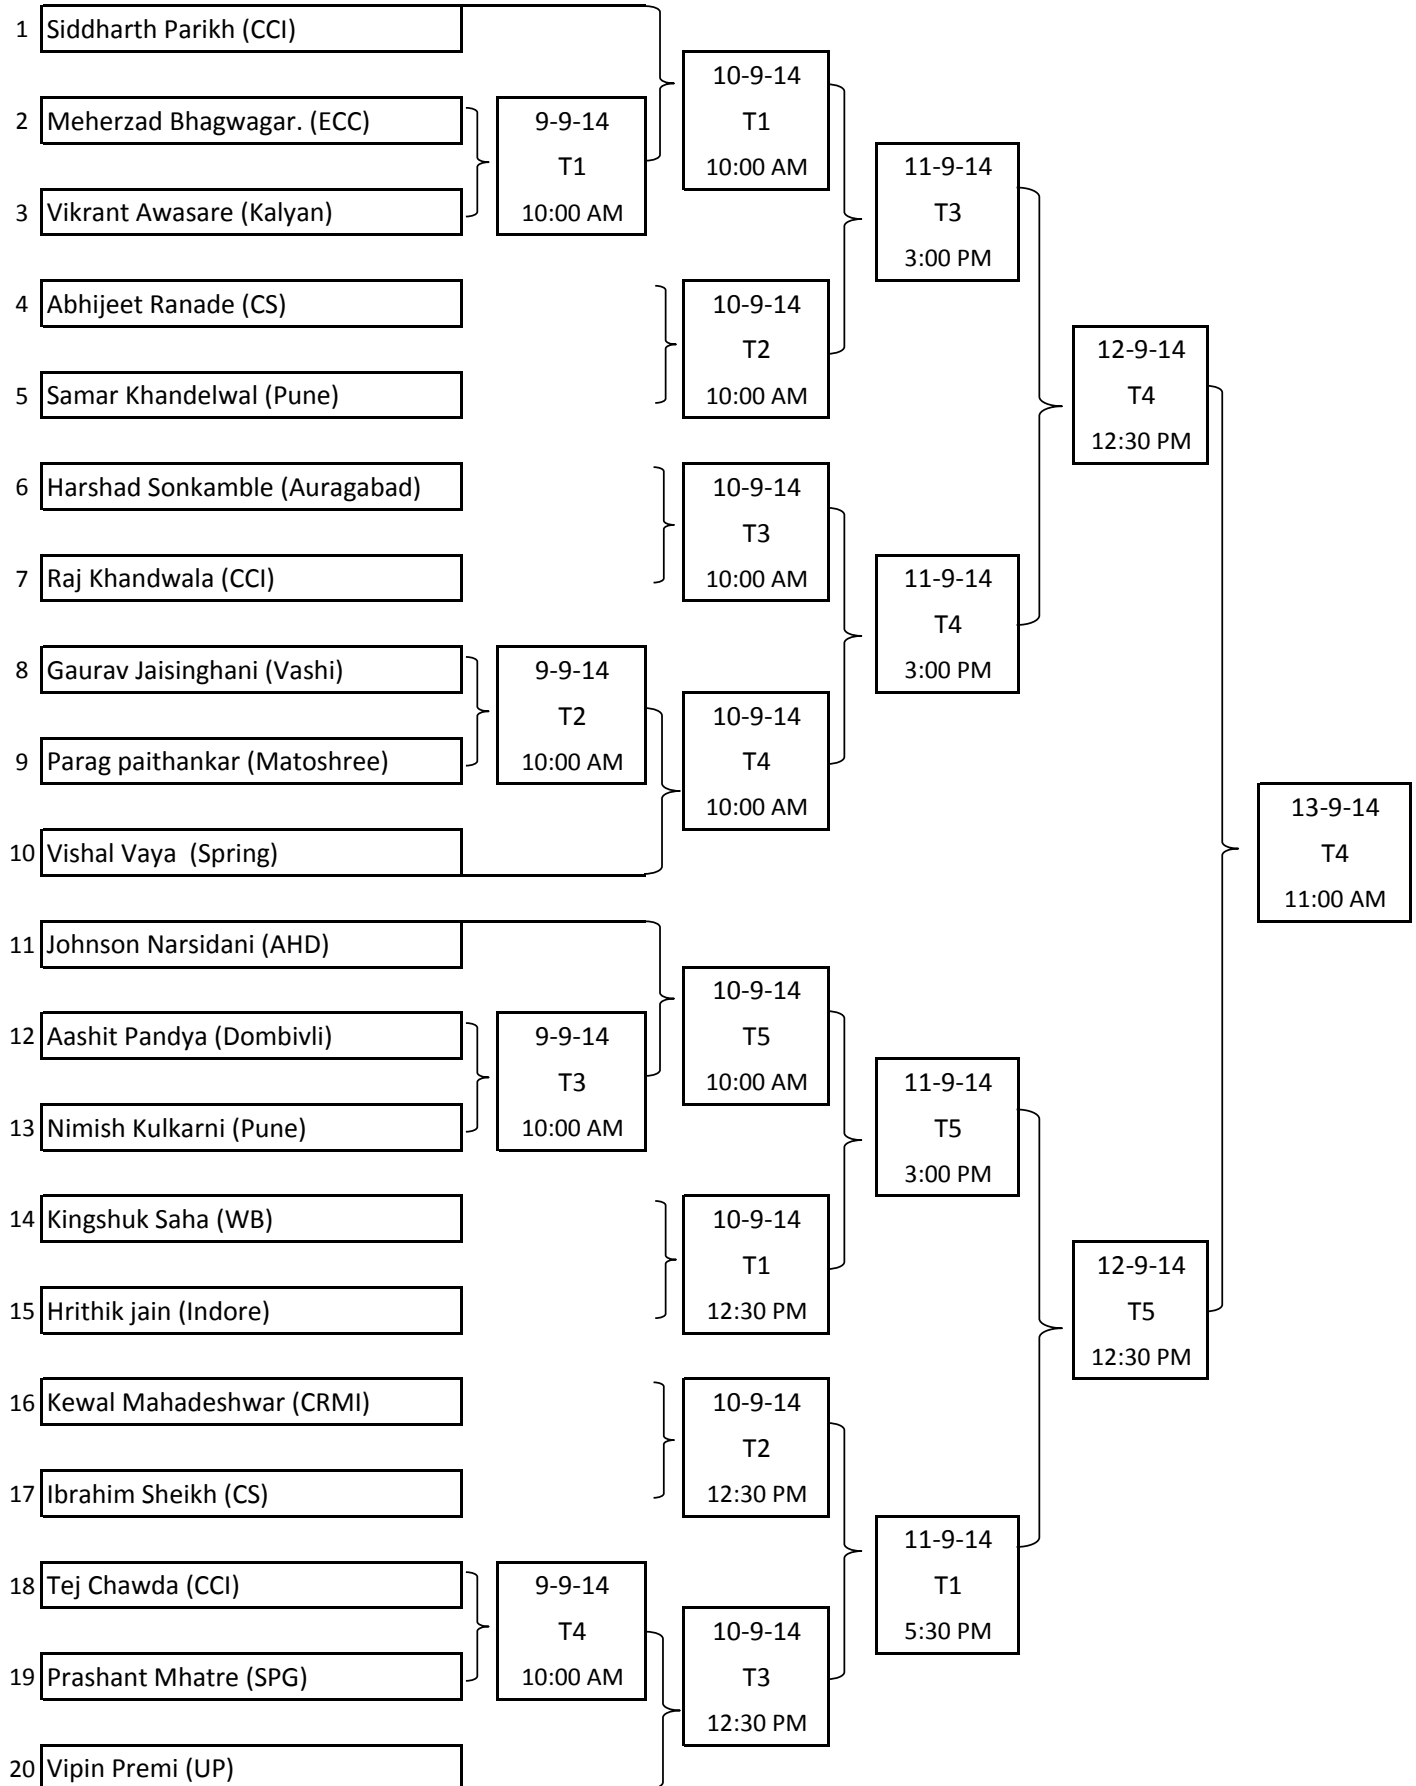 1 Siddharth Parikh (CCI)
10-9-14
2 Meherzad Bhagwagar. (ECC) 9-9-14 T1
T1 10:00 AM 11-9-14
3 Vikrant Awasare (Kalyan) 10:00 AM T3
3:00 PM
4 Abhijeet Ranade (CS) 10-9-14
T2 12-9-14
5 Samar Khandelwal (Pune) 10:00 AM T4
12:30 PM
6 Harshad Sonkamble (Auragabad) 10-9-14
T3
7 Raj Khandwala (CCI) 10:00 AM 11-9-14
T4
8 Gaurav Jaisinghani (Vashi) 9-9-14 3:00 PM
T2 10-9-14
9 Parag paithankar (Matoshree) 10:00 AM T4
10:00 AM 13-9-14
10 Vishal Vaya (Spring) T4
11:00 AM
11 Johnson Narsidani (AHD)
10-9-14
12 Aashit Pandya (Dombivli) 9-9-14 T5
T3 10:00 AM 11-9-14
13 Nimish Kulkarni (Pune) 10:00 AM T5
3:00 PM
14 Kingshuk Saha (WB) 10-9-14
T1 12-9-14
15 Hrithik jain (Indore) 12:30 PM T5
12:30 PM
16 Kewal Mahadeshwar (CRMI) 10-9-14
T2
17 Ibrahim Sheikh (CS) 12:30 PM
11-9-14
18 Tej Chawda (CCI) 9-9-14 T1
T4 10-9-14 5:30 PM
19 Prashant Mhatre (SPG) 10:00 AM T3
12:30 PM
20 Vipin Premi (UP)